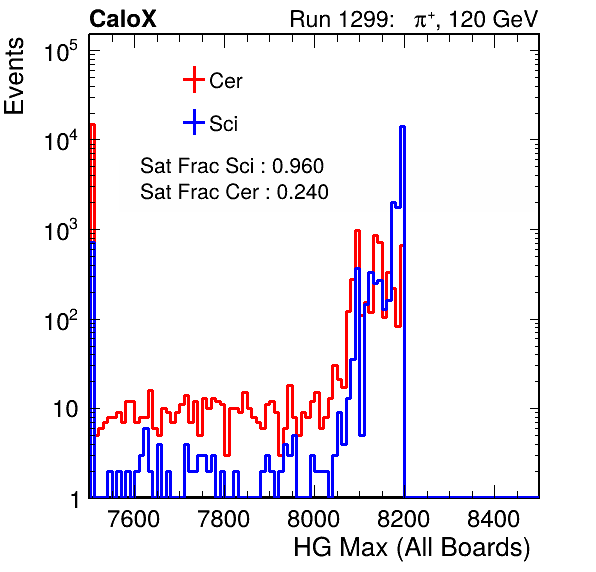 CaloX Run 1299: π⁺, 120 GeV
Events
Cer
Sci
Sat Frac Sci : 0.960
Sat Frac Cer : 0.240
10⁵
10⁴
10³
10²
10
1
7600 7800 8000 8200 8400
HG Max (All Boards)